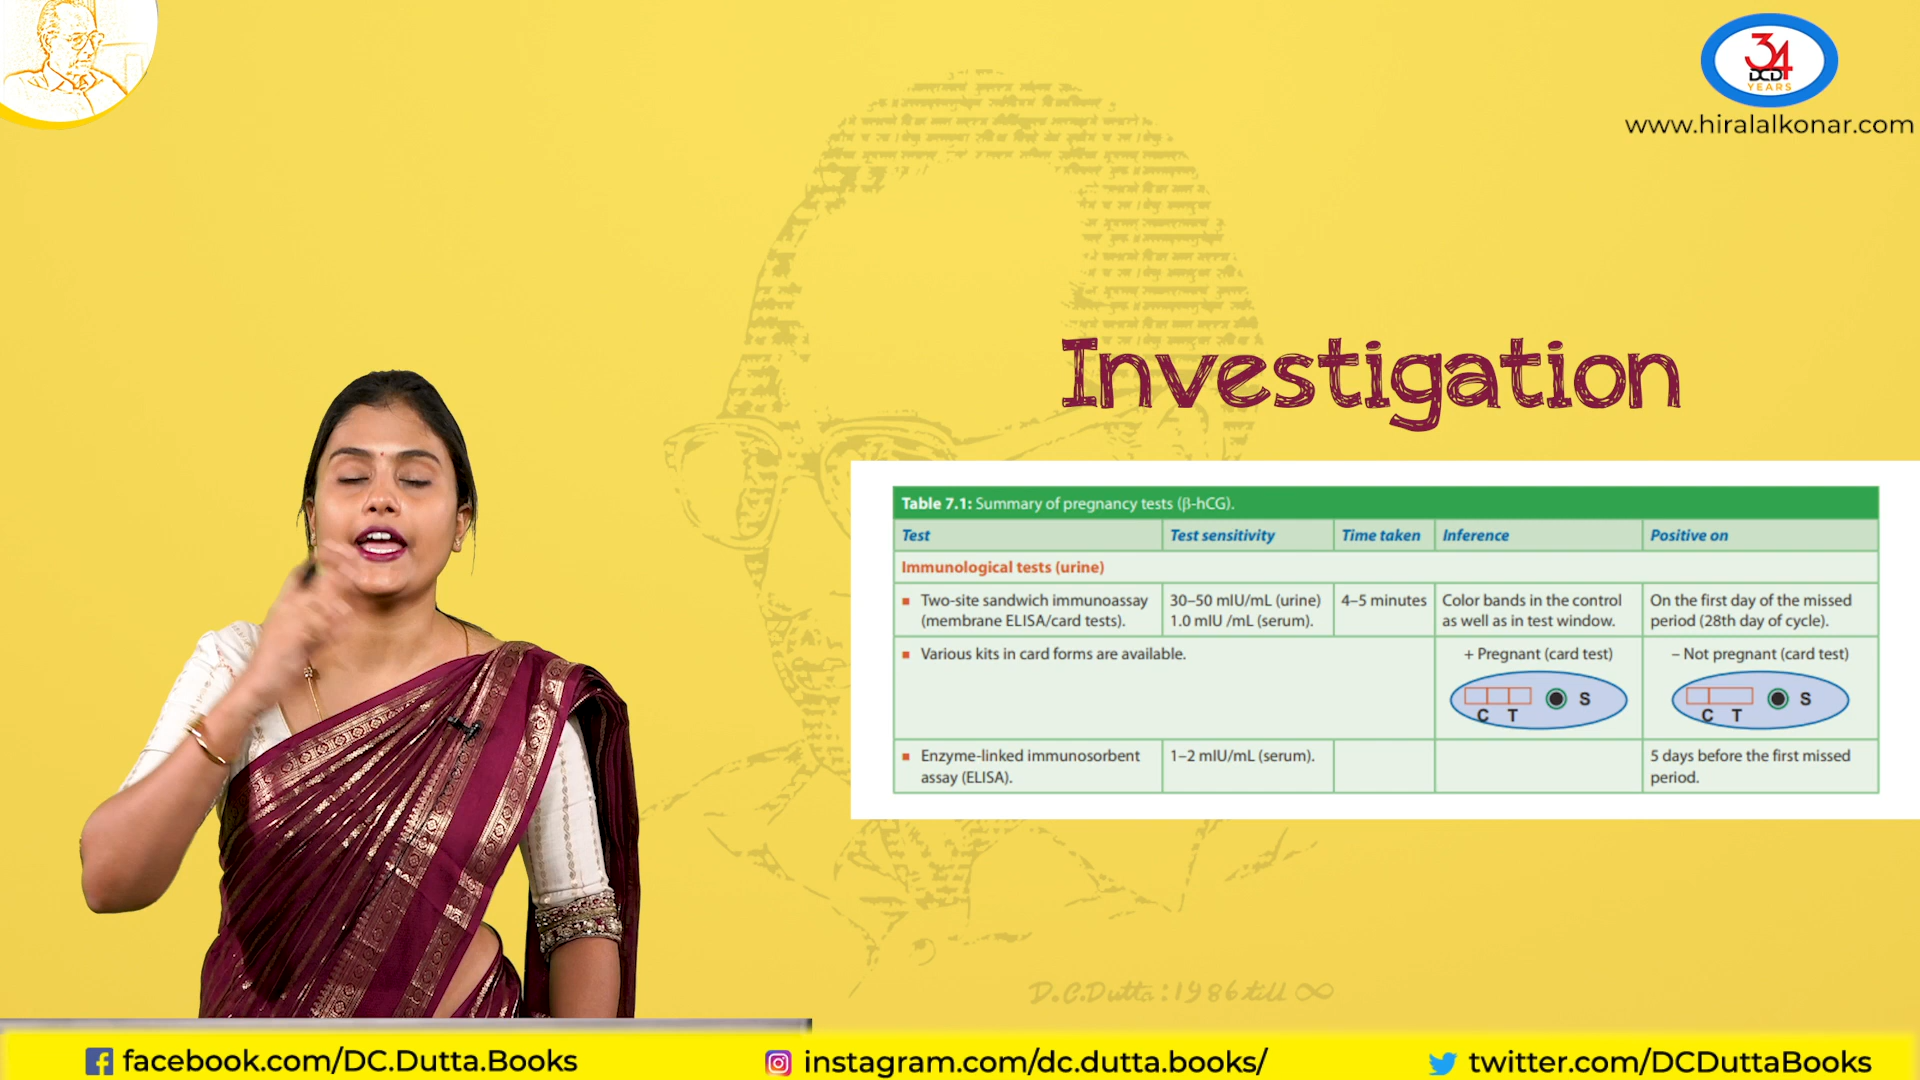 34
DCD
YEARS
www.hiralalkonar.com
Investigation
Table 7.1: Summary of pregnancy tests (β-hCG).
Test Test sensitivity Time taken Inference Positive on
Immunological tests (urine)
Two-site sandwich immunoassay (membrane ELISA/card tests). 30–50 mIU/mL (urine) 1.0 mIU /mL (serum). 4–5 minutes Color bands in the control as well as in test window. On the first day of the missed period (28th day of cycle).
Various kits in card forms are available. + Pregnant (card test) – Not pregnant (card test)
C T S C T S
Enzyme-linked immunosorbent assay (ELISA). 1–2 mIU/mL (serum). 5 days before the first missed period.
D.C.Dutta:1986 till ∞
facebook.com/DC.Dutta.Books instagram.com/dc.dutta.books/ twitter.com/DCDuttaBooks